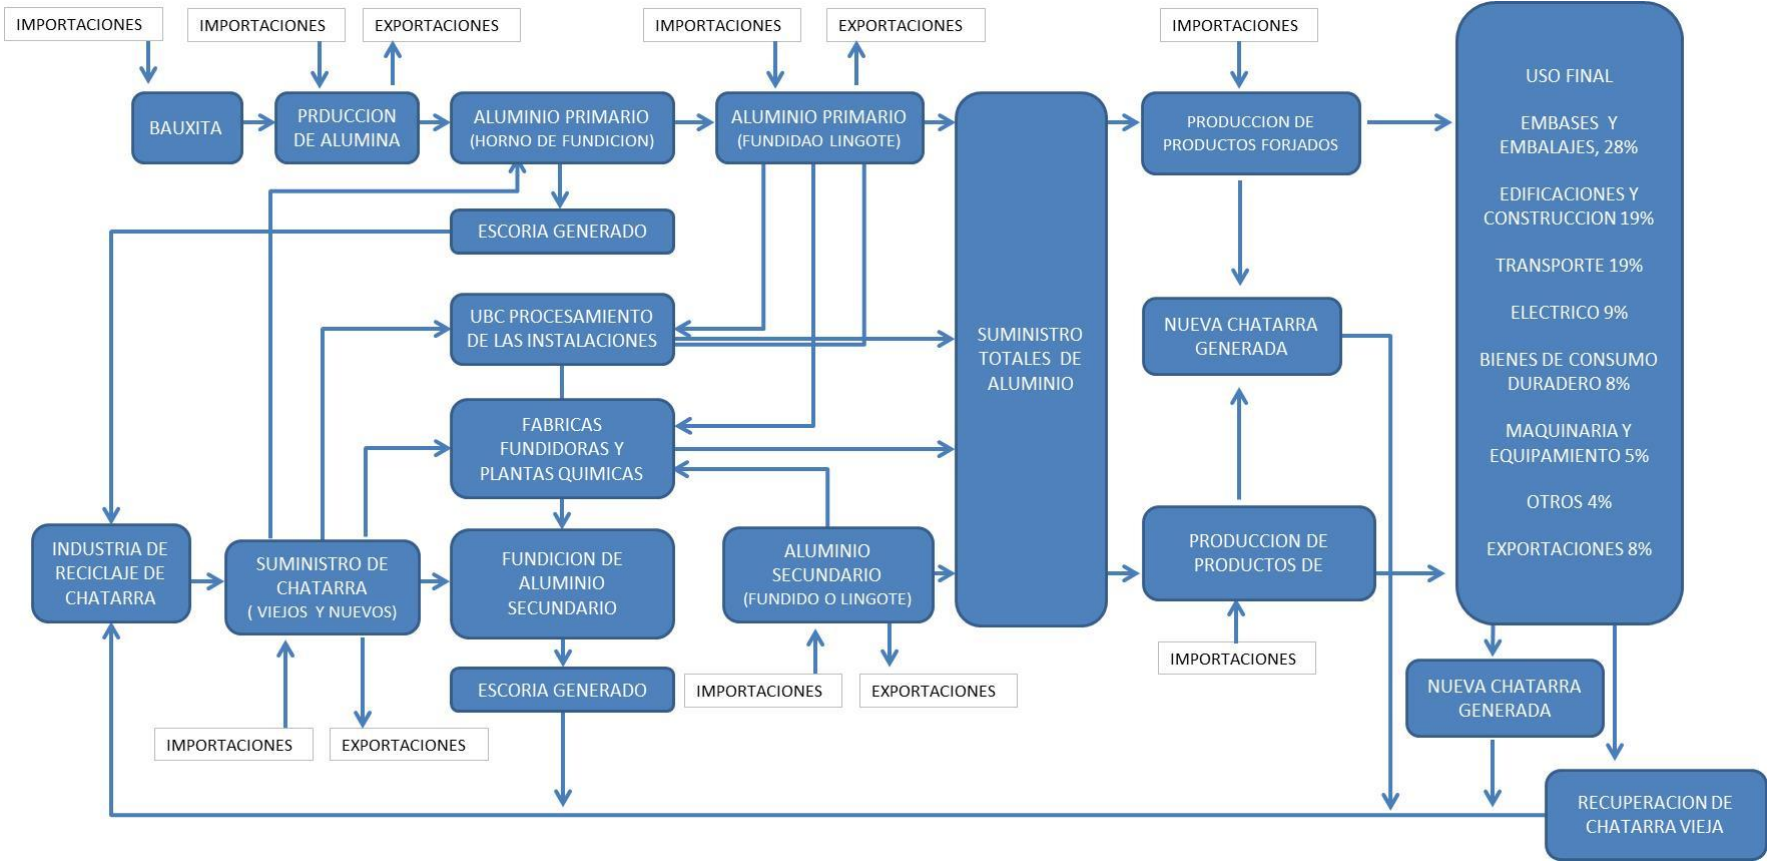 IMPORTACIONES
IMPORTACIONES
EXPORTACIONES
IMPORTACIONES
EXPORTACIONES
IMPORTACIONES
BAUXITA
PRDUCCION
DE ALUMINA
ALUMINIO PRIMARIO
(HORNO DE FUNDICION)
ALUMINIO PRIMARIO
(FUNDIDAO LINGOTE)
PRODUCCION DE
PRODUCTOS FORJADOS
USO FINAL
EMBASES Y
EMBALAJES, 28%
EDIFICACIONES Y
CONSTRUCCION 19%
TRANSPORTE 19%
ELECTRICO 9%
BIENES DE CONSUMO
DURADERO 8%
MAQUINARIA Y
EQUIPAMIENTO 5%
OTROS 4%
EXPORTACIONES 8%
ESCORIA GENERADO
UBC PROCESAMIENTO
DE LAS INSTALACIONES
SUMINISTRO
TOTALES DE
ALUMINIO
NUEVA CHATARRA
GENERADA
FABRICAS
FUNDIDORAS Y
PLANTAS QUIMICAS
INDUSTRIA DE
RECICLAJE DE
CHATARRA
SUMINISTRO DE
CHATARRA
( VIEJOS Y NUEVOS)
FUNDICION DE
ALUMINIO
SECUNDARIO
ALUMINIO
SECUNDARIO
(FUNDIDO O LINGOTE)
PRODUCCION DE
PRODUCTOS DE
IMPORTACIONES
ESCORIA GENERADO
IMPORTACIONES
EXPORTACIONES
NUEVA CHATARRA
GENERADA
IMPORTACIONES
EXPORTACIONES
RECUPERACION DE
CHATARRA VIEJA